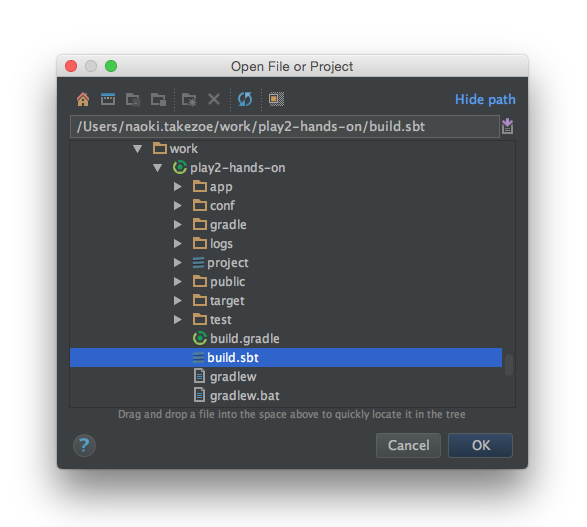 Open File or Project
Hide path
/Users/naoki.takezoe/work/play2-hands-on/build.sbt
work
play2-hands-on
app
conf
gradle
logs
project
public
target
test
build.gradle
build.sbt
gradlew
gradlew.bat
Drag and drop a file into the space above to quickly locate it in the tree
?
Cancel
OK